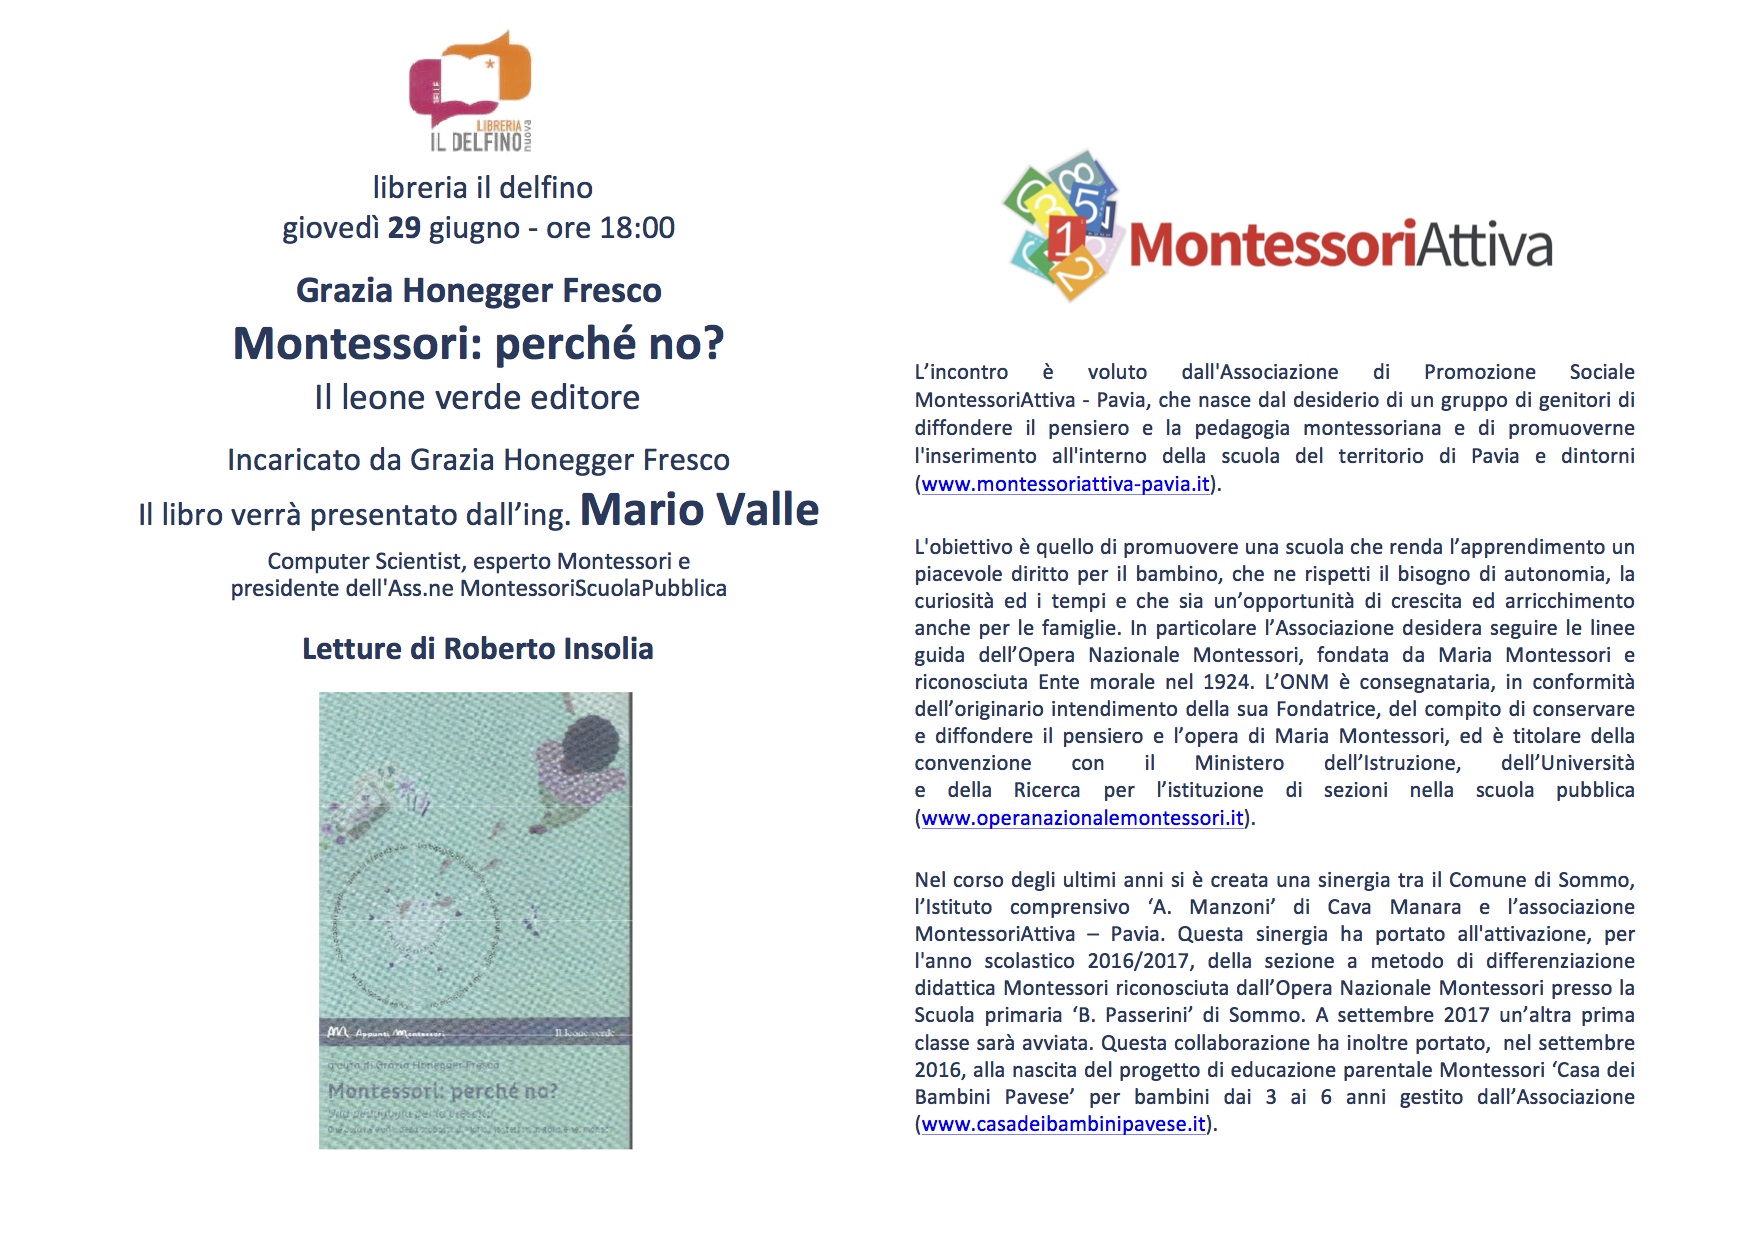 LIBRERIA
IL DELFINO
nuova
libreria il delfino
giovedì 29 giugno - ore 18:00
Grazia Honegger Fresco
Montessori: perché no?
Il leone verde editore
Incaricato da Grazia Honegger Fresco
Il libro verrà presentato dall’ing. Mario Valle
Computer Scientist, esperto Montessori e
presidente dell'Ass.ne MontessoriScuolaPubblica
Letture di Roberto Insolia
Appunti Montessori
Il leone verde
a cura di Grazia Honegger Fresco
Montessori: perché no?
Una pedagogia per la crescita
MontessoriAttiva
L’incontro è voluto dall'Associazione di Promozione Sociale
MontessoriAttiva - Pavia, che nasce dal desiderio di un gruppo di genitori di
diffondere il pensiero e la pedagogia montessoriana e di promuoverne
l'inserimento all'interno della scuola del territorio di Pavia e dintorni
(www.montessoriattiva-pavia.it).
L'obiettivo è quello di promuovere una scuola che renda l’apprendimento un
piacevole diritto per il bambino, che ne rispetti il bisogno di autonomia, la
curiosità ed i tempi e che sia un’opportunità di crescita ed arricchimento
anche per le famiglie. In particolare l’Associazione desidera seguire le linee
guida dell’Opera Nazionale Montessori, fondata da Maria Montessori e
riconosciuta Ente morale nel 1924. L’ONM è consegnataria, in conformità
dell’originario intendimento della sua Fondatrice, del compito di conservare
e diffondere il pensiero e l’opera di Maria Montessori, ed è titolare della
convenzione con il Ministero dell’Istruzione, dell’Università
e della Ricerca per l’istituzione di sezioni nella scuola pubblica
(www.operanazionalemontessori.it).
Nel corso degli ultimi anni si è creata una sinergia tra il Comune di Sommo,
l’Istituto comprensivo ‘A. Manzoni’ di Cava Manara e l’associazione
MontessoriAttiva – Pavia. Questa sinergia ha portato all'attivazione, per
l'anno scolastico 2016/2017, della sezione a metodo di differenziazione
didattica Montessori riconosciuta dall’Opera Nazionale Montessori presso la
Scuola primaria ‘B. Passerini’ di Sommo. A settembre 2017 un’altra prima
classe sarà avviata. Questa collaborazione ha inoltre portato, nel settembre
2016, alla nascita del progetto di educazione parentale Montessori ‘Casa dei
Bambini Pavese’ per bambini dai 3 ai 6 anni gestito dall’Associazione
(www.casadeibambinipavese.it).